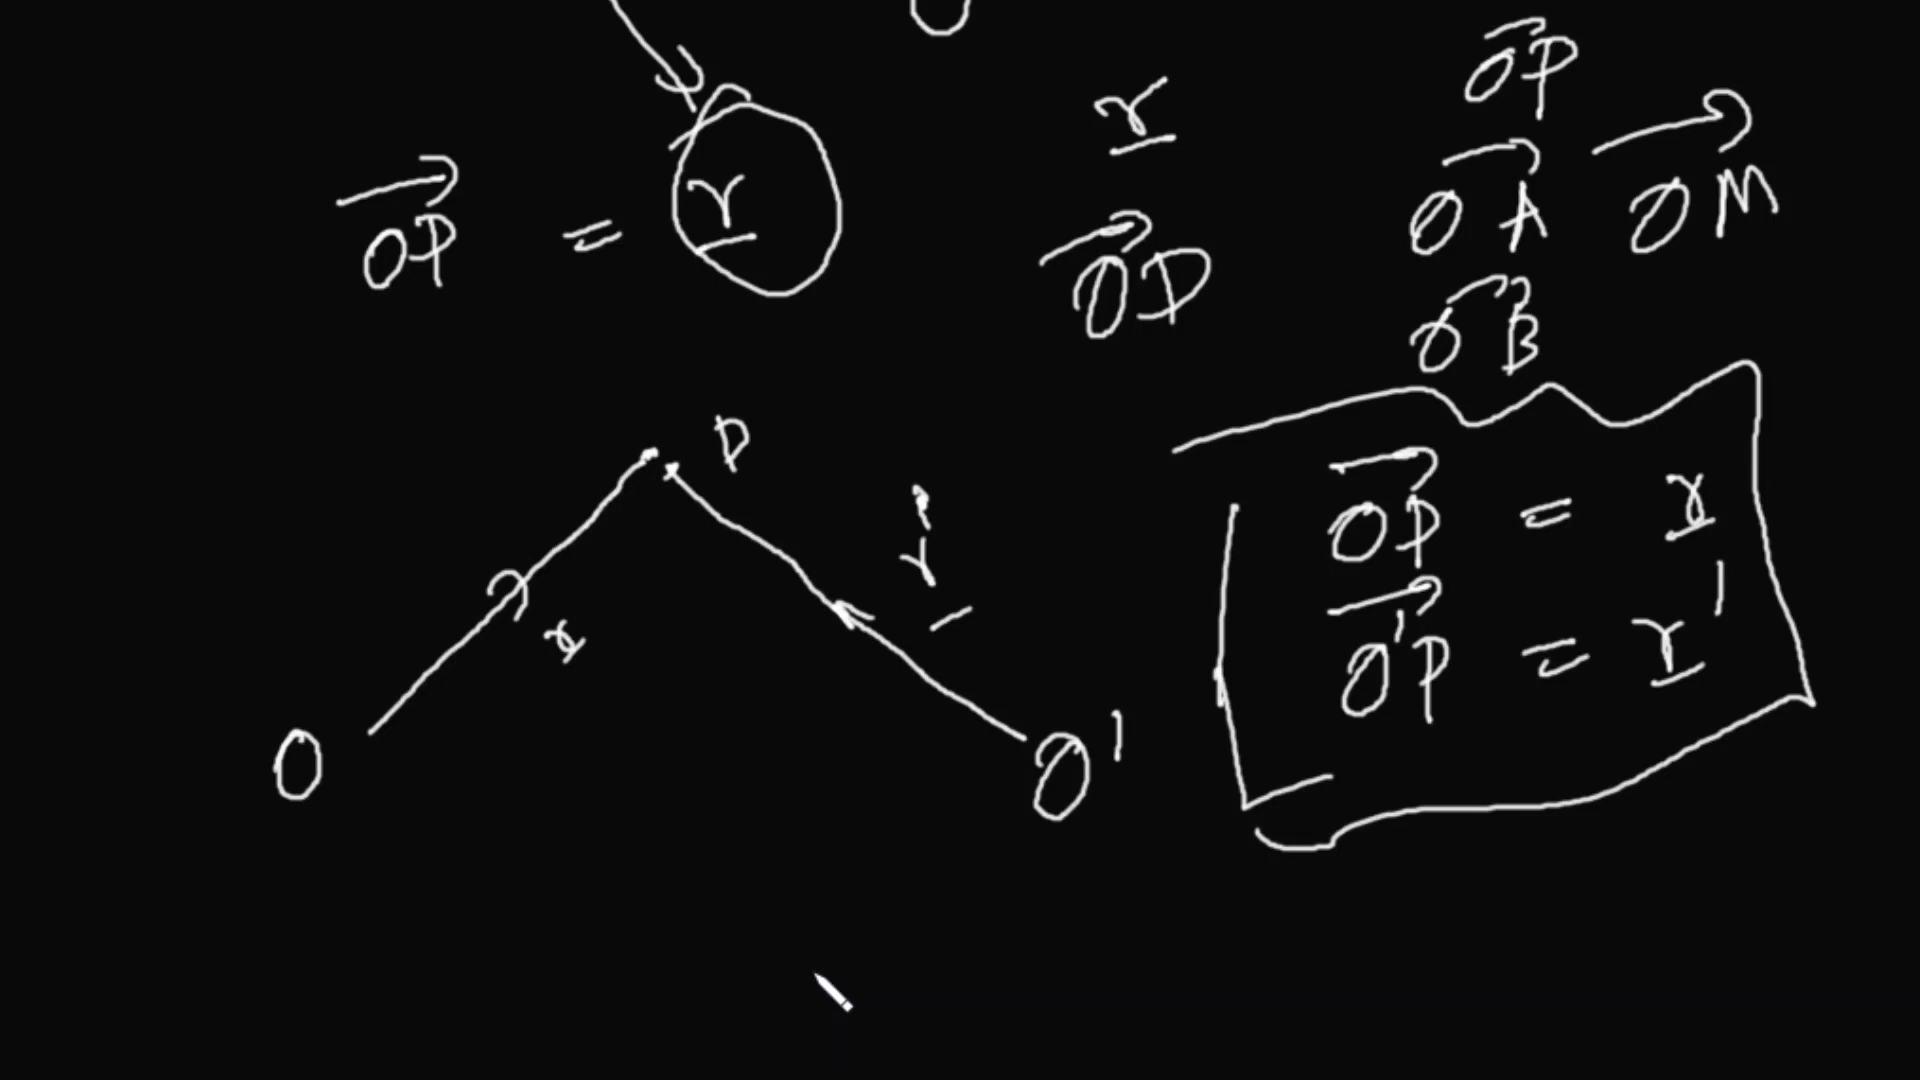 OP
r
OA OM
OP = r
OD
OB
P
r'
OP = r
r
O'P = r'
O
O'